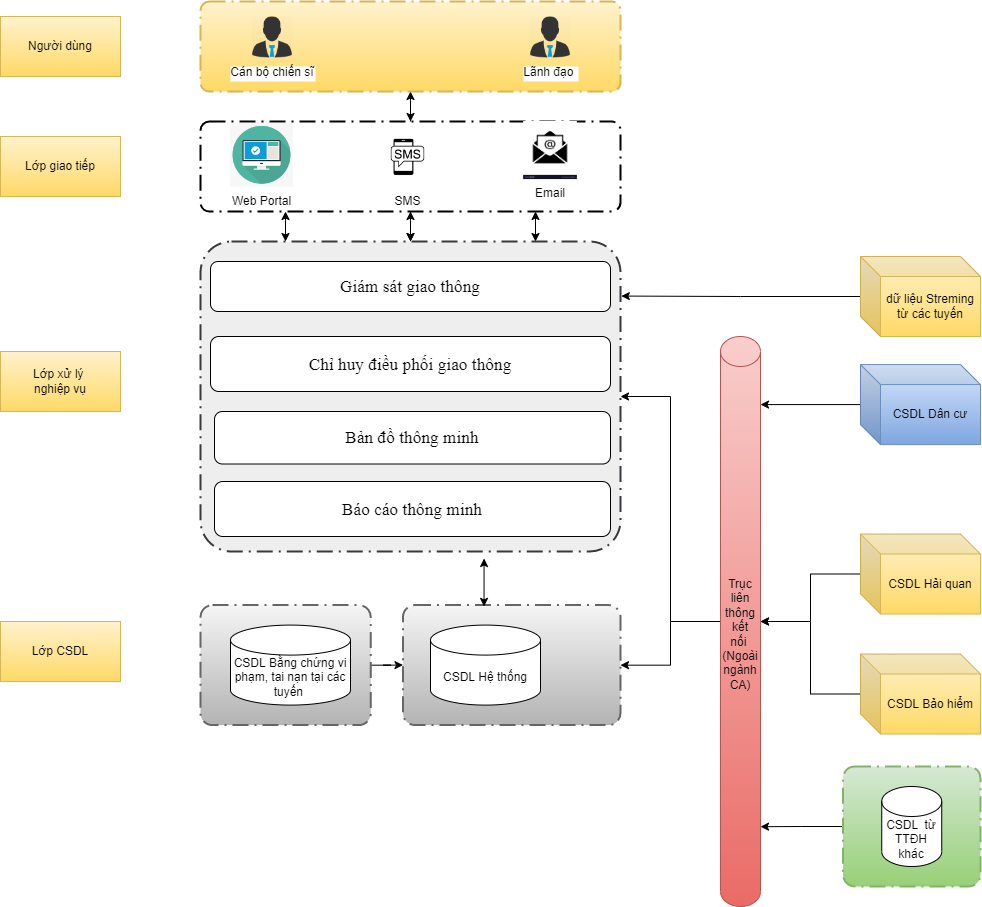 Người dùng
Cán bộ chiến sĩ
Lãnh đạo
Lớp giao tiếp
SMS
@
Web Portal
SMS
Email
Giám sát giao thông
dữ liệu Streming
từ các tuyến
Lớp xử lý
nghiệp vụ
Chỉ huy điều phối giao thông
CSDL Dân cư
Bản đồ thông minh
Báo cáo thông minh
Trục
liên
thông
kết
nối
(Ngoài
ngành
CA)
CSDL Hải quan
Lớp CSDL
CSDL Bằng chứng vi
phạm, tai nạn tại các
tuyến
CSDL Hệ thống
CSDL Bảo hiểm
CSDL từ
TTĐH
khác